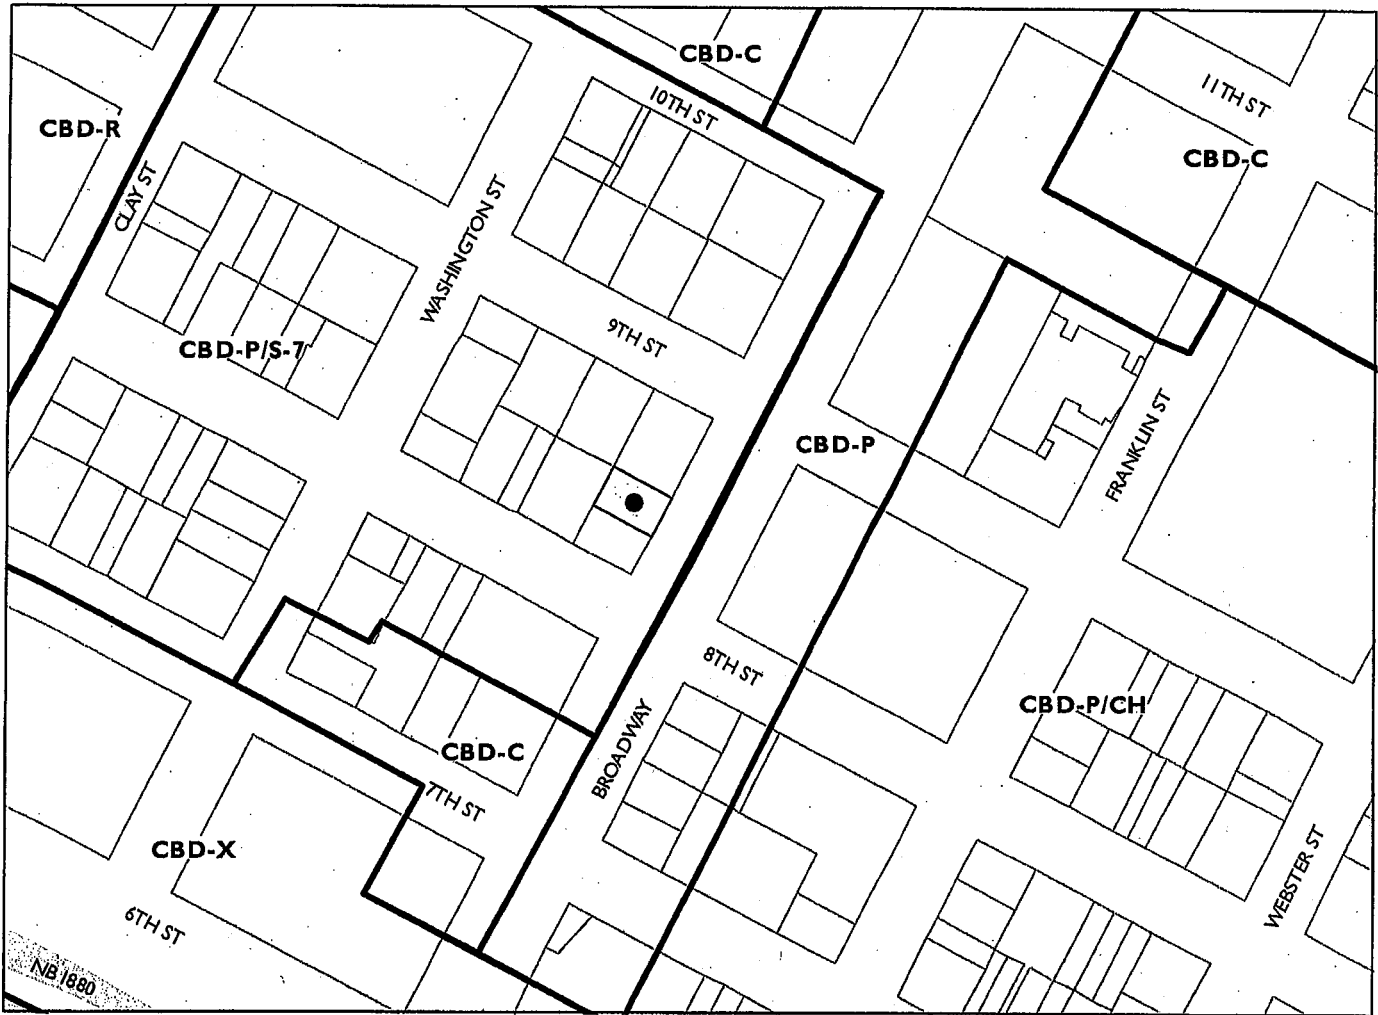 CBD-C
10TH ST
11TH ST
CBD-R
CBD-C
CLAY ST
WASHINGTON ST
9TH ST
CBD-P/S-7
FRANKLIN ST
CBD-P
8TH ST
CBD-P/CH
BROADWAY
CBD-C
7TH ST
CBD-X
WEBSTER ST
6TH ST
NB I880